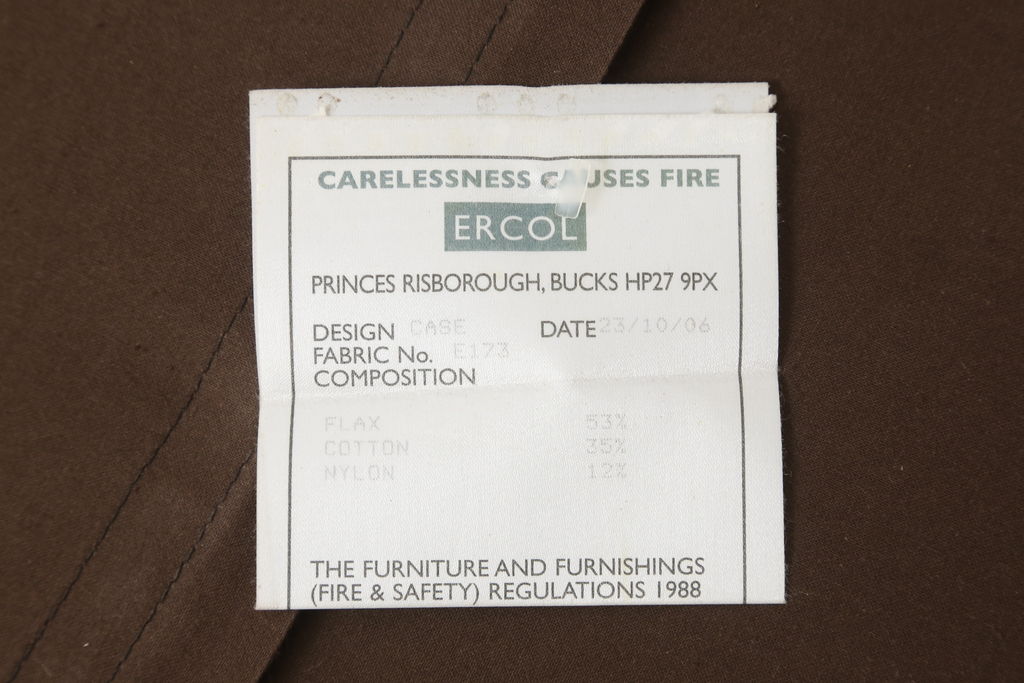 CARELESSNESS CAUSES FIRE
ERCOL
PRINCES RISBOROUGH, BUCKS HP27 9PX
DESIGN CASE DATE 23/10/06
FABRIC No. E173
COMPOSITION
FLAX 53%
COTTON 35%
NYLON 12%
THE FURNITURE AND FURNISHINGS
(FIRE & SAFETY) REGULATIONS 1988